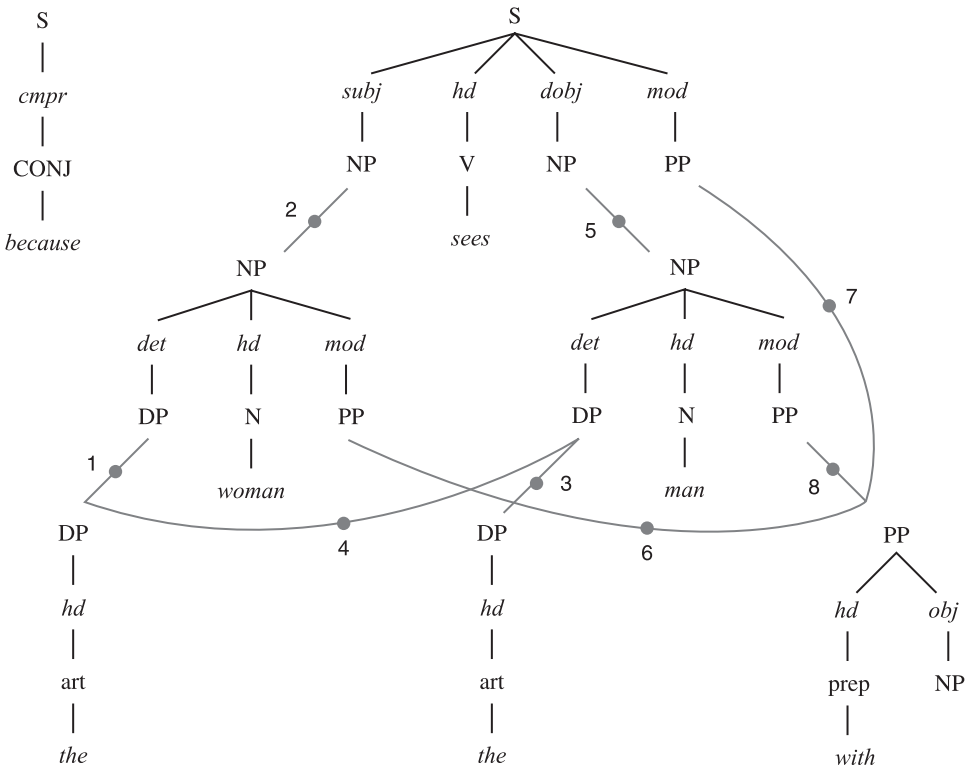 S
S
cmpr
subj hd dobj mod
CONJ
NP V NP PP
because
2
sees
5
NP
NP
7
det hd mod
det hd mod
DP N PP
DP N PP
1
woman
3
man
8
4
6
DP
DP
PP
hd
hd
hd obj
art
art
prep NP
the
the
with